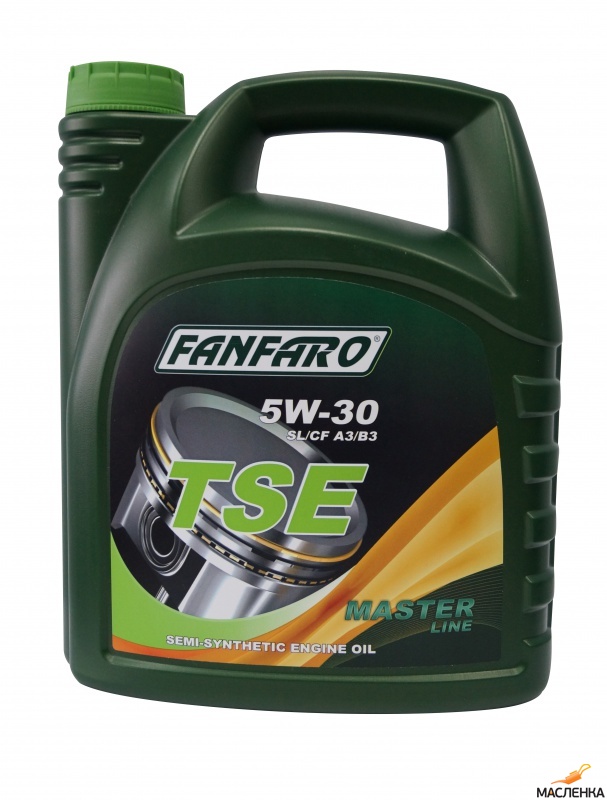 FANFARO®
5W-30
SL/CF A3/B3
TSE
MASTER
LINE
SEMI-SYNTHETIC ENGINE OIL
МАСЛЕНКА